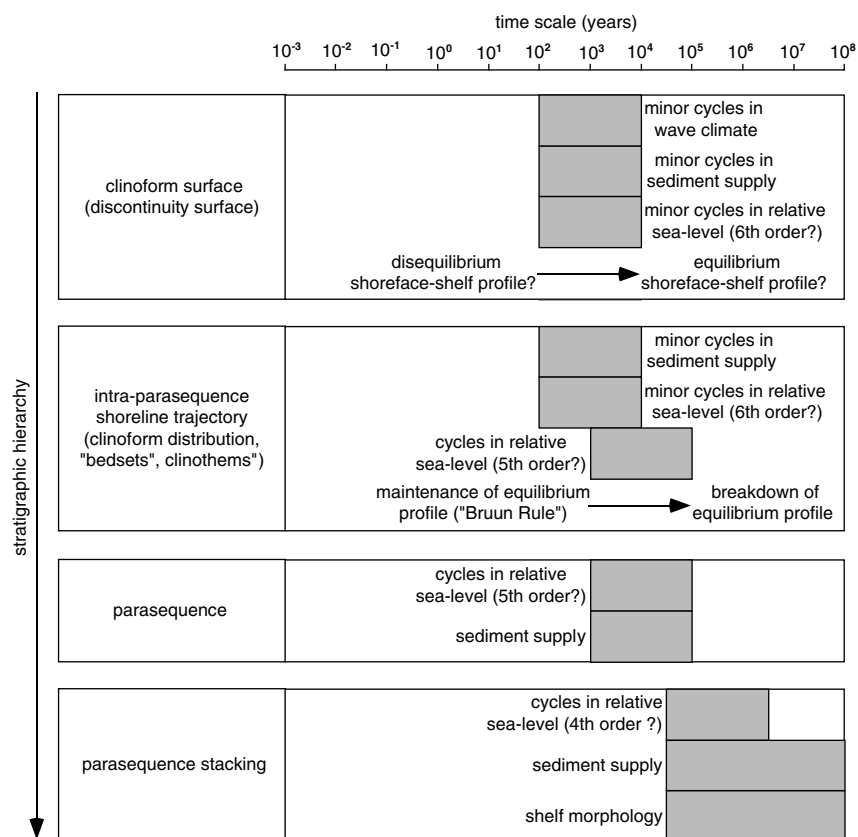 time scale (years)
10-3 10-2 10-1 100 101 102 103 104 105 106 107 108
stratigraphic hierarchy
clinoform surface
(discontinuity surface)
minor cycles in
wave climate
minor cycles in
sediment supply
minor cycles in relative
sea-level (6th order?)
disequilibrium
shoreface-shelf profile?
equilibrium
shoreface-shelf profile?
intra-parasequence
shoreline trajectory
(clinoform distribution,
"bedsets", clinothems")
minor cycles in
sediment supply
minor cycles in relative
sea-level (6th order?)
cycles in relative
sea-level (5th order?)
maintenance of equilibrium
profile ("Bruun Rule")
breakdown of
equilibrium profile
parasequence
cycles in relative
sea-level (5th order?)
sediment supply
parasequence stacking
cycles in relative
sea-level (4th order ?)
sediment supply
shelf morphology